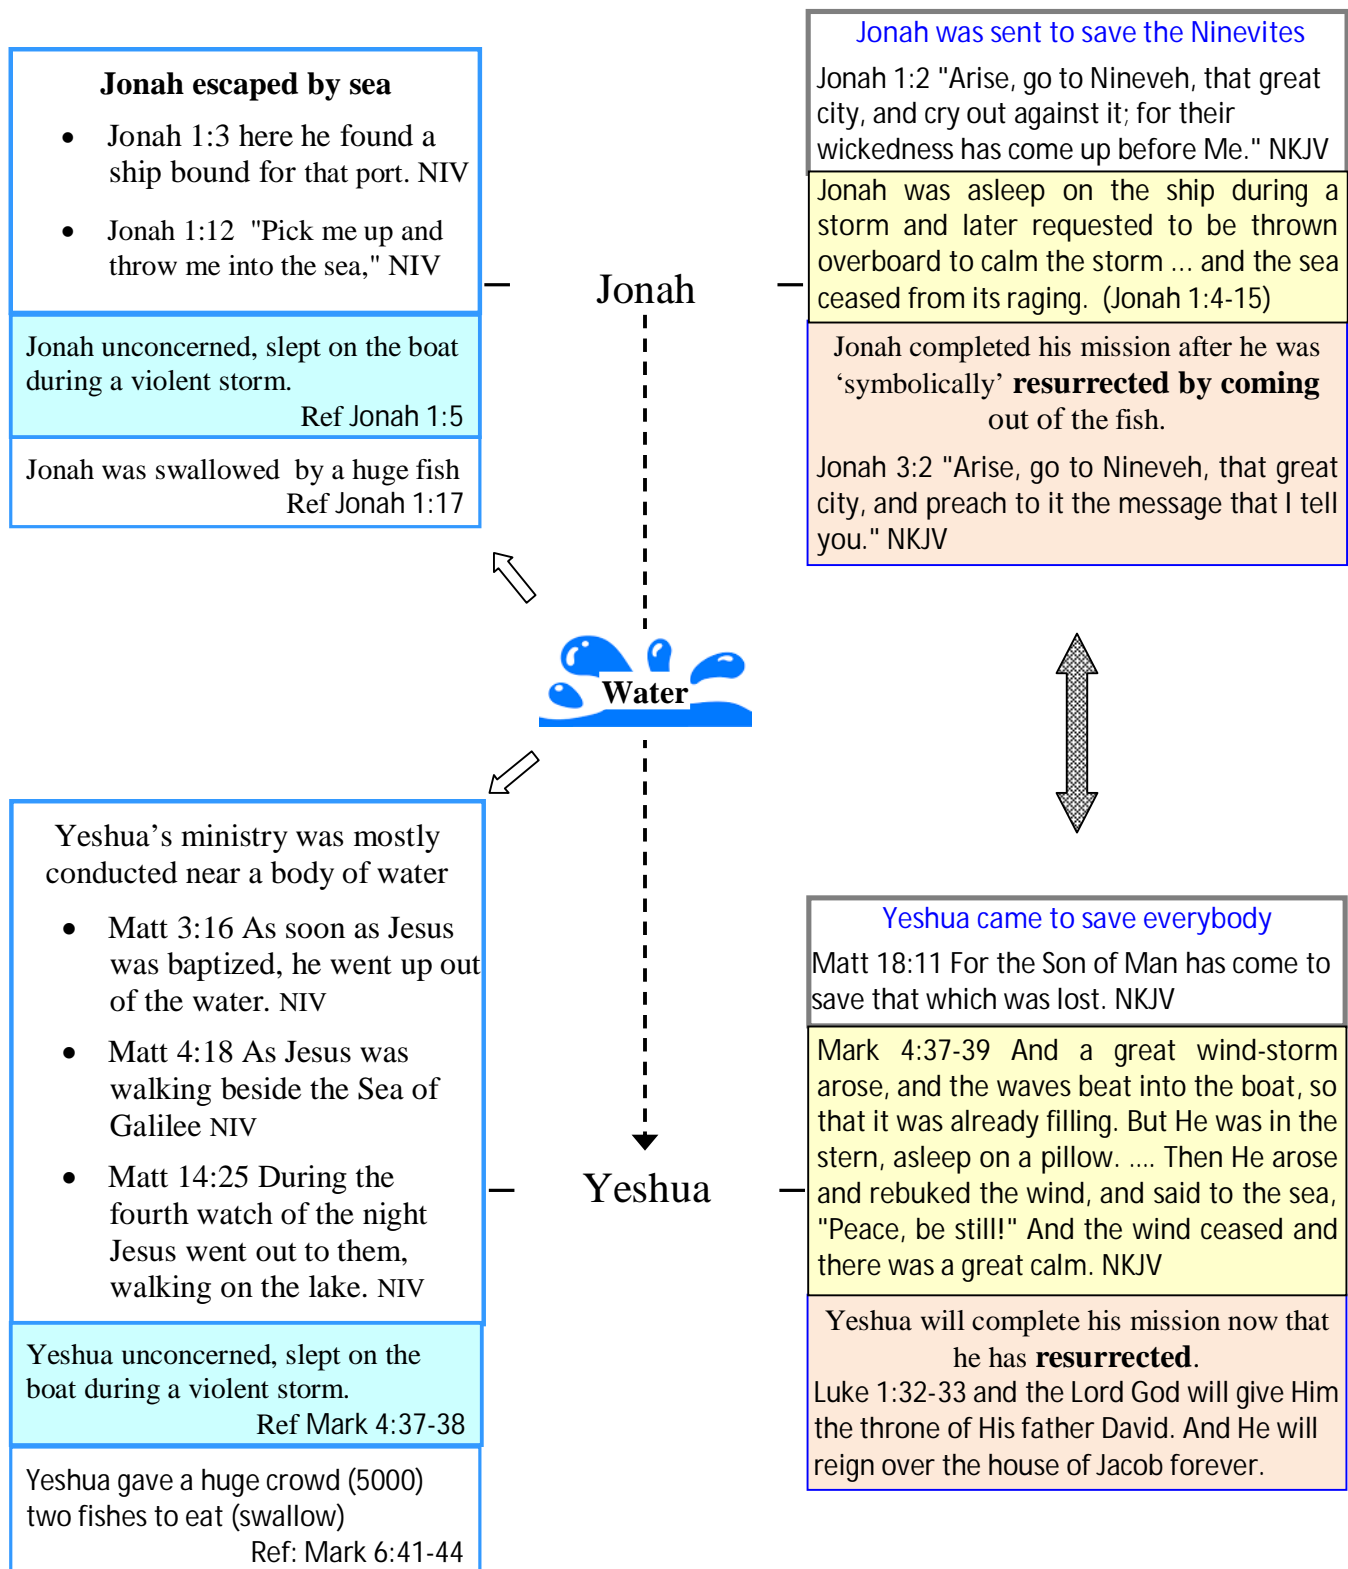 Jonah escaped by sea
• Jonah 1:3 here he found a
ship bound for that port. NIV
• Jonah 1:12 "Pick me up and
throw me into the sea," NIV
Jonah unconcerned, slept on the boat
during a violent storm.
Ref Jonah 1:5
Jonah was swallowed by a huge fish
Ref Jonah 1:17
Jonah
Jonah was sent to save the Ninevites
Jonah 1:2 "Arise, go to Nineveh, that great
city, and cry out against it; for their
wickedness has come up before Me." NKJV
Jonah was asleep on the ship during a
storm and later requested to be thrown
overboard to calm the storm ... and the sea
ceased from its raging. (Jonah 1:4-15)
Jonah completed his mission after he was
‘symbolically’ resurrected by coming
out of the fish.
Jonah 3:2 "Arise, go to Nineveh, that great
city, and preach to it the message that I tell
you." NKJV
Water
Yeshua’s ministry was mostly
conducted near a body of water
• Matt 3:16 As soon as Jesus
was baptized, he went up out
of the water. NIV
• Matt 4:18 As Jesus was
walking beside the Sea of
Galilee NIV
• Matt 14:25 During the
fourth watch of the night
Jesus went out to them,
walking on the lake. NIV
Yeshua unconcerned, slept on the
boat during a violent storm.
Ref Mark 4:37-38
Yeshua gave a huge crowd (5000)
two fishes to eat (swallow)
Ref: Mark 6:41-44
Yeshua
Yeshua came to save everybody
Matt 18:11 For the Son of Man has come to
save that which was lost. NKJV
Mark 4:37-39 And a great wind-storm
arose, and the waves beat into the boat, so
that it was already filling. But He was in the
stern, asleep on a pillow. .... Then He arose
and rebuked the wind, and said to the sea,
"Peace, be still!" And the wind ceased and
there was a great calm. NKJV
Yeshua will complete his mission now that
he has resurrected.
Luke 1:32-33 and the Lord God will give Him
the throne of His father David. And He will
reign over the house of Jacob forever.